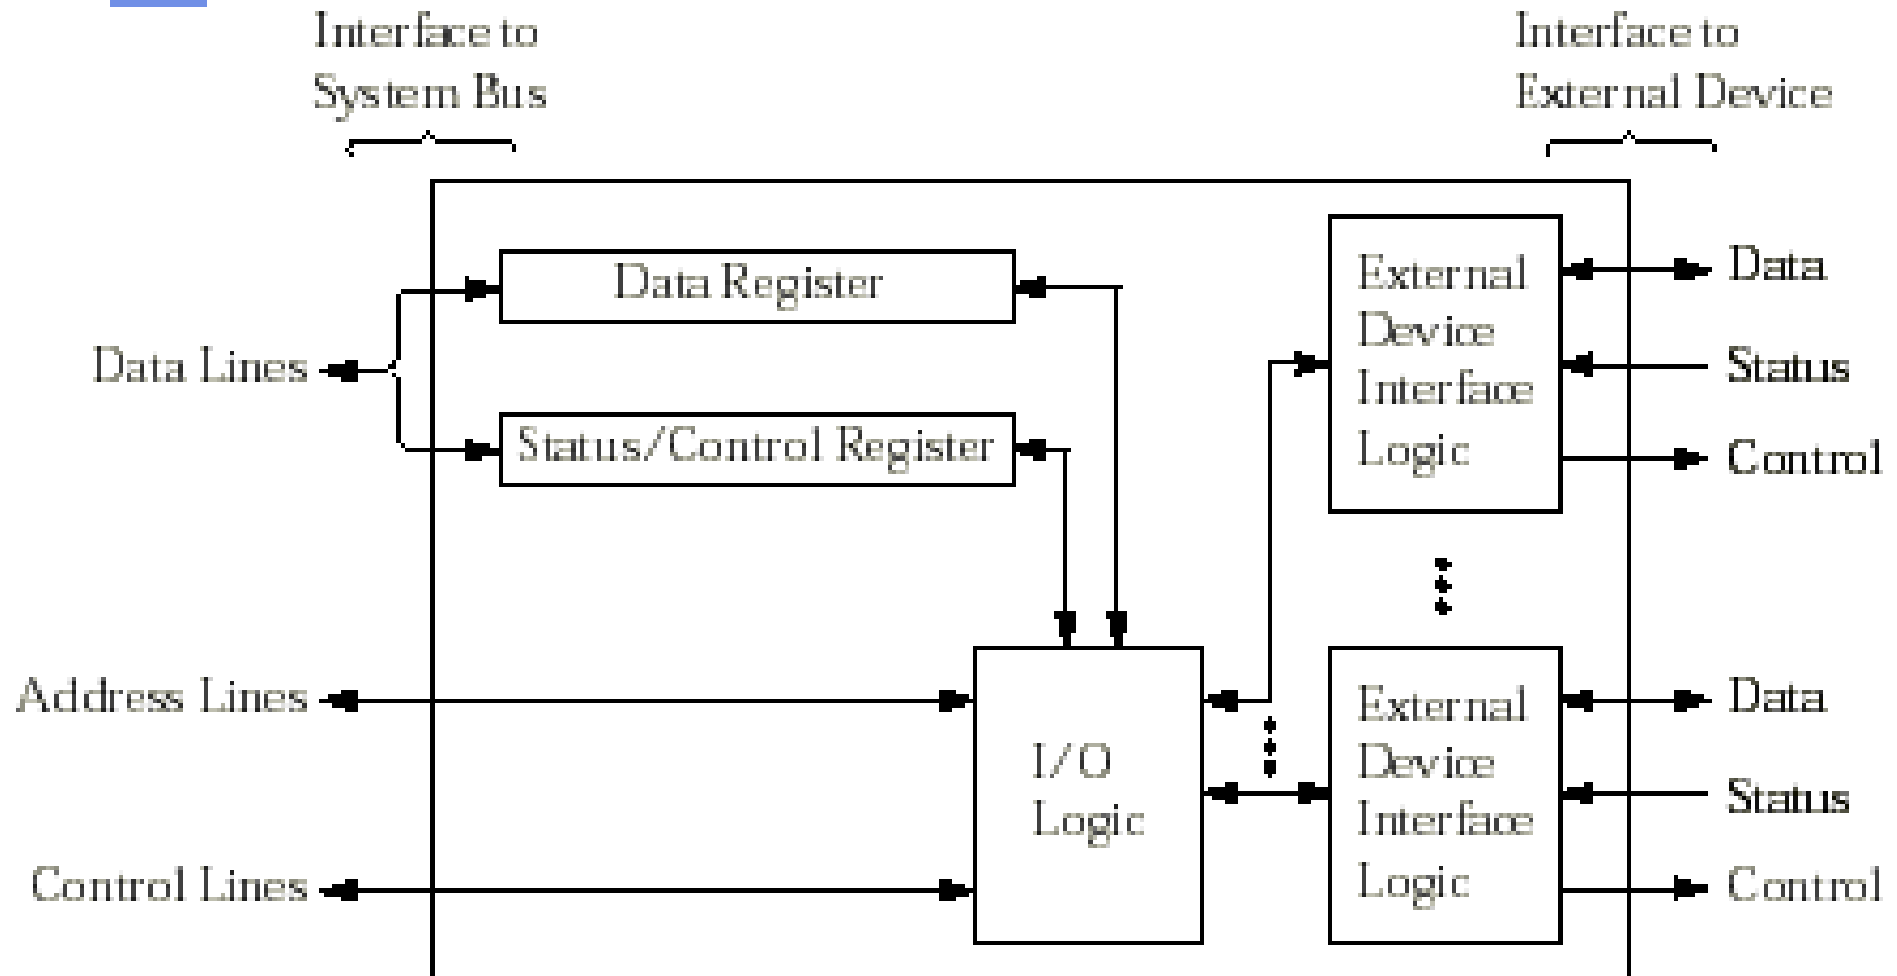 Interface to
System Bus
Interface to
External Device
Data Register
Data Lines
Status/Control Register
External
Device
Interface
Logic
Data
Status
Control
Address Lines
Control Lines
I/O
Logic
External
Device
Interface
Logic
Data
Status
Control